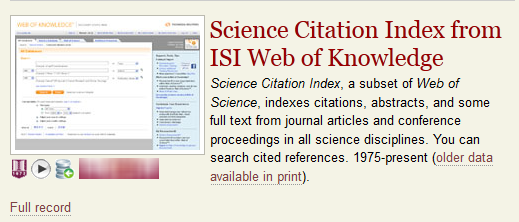 WEB OF KNOWLEDGE
Science Citation Index from
ISI Web of Knowledge
Science Citation Index, a subset of Web of
Science, indexes citations, abstracts, and some
full text from journal articles and conference
proceedings in all science disciplines. You can
search cited references. 1975-present (older data
available in print).
Full record